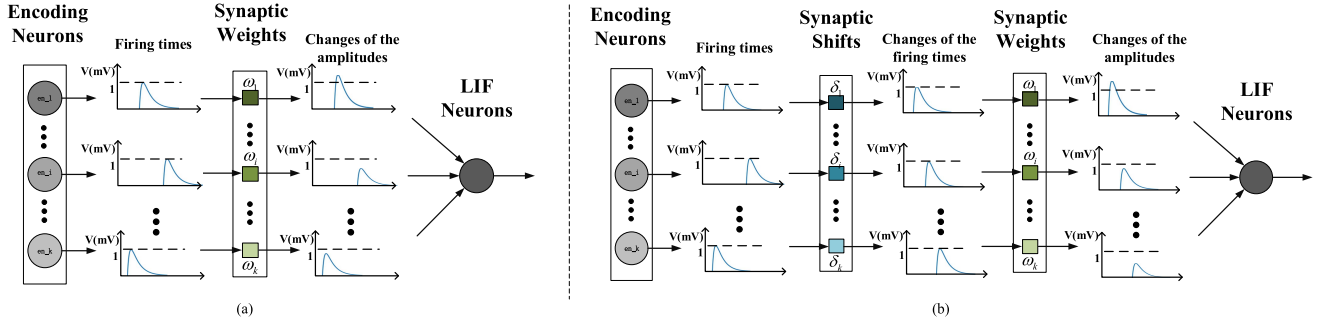 Encoding
Neurons
Firing times
Synaptic
Weights
Changes of the
amplitudes
LIF
Neurons
V(mV)
1
en_1
ω1
V(mV)
1
V(mV)
1
en_i
ωi
V(mV)
1
V(mV)
1
en_k
ωk
V(mV)
1
(a)
Encoding
Neurons
Firing times
Synaptic
Shifts
Changes of the
firing times
Synaptic
Weights
Changes of the
amplitudes
LIF
Neurons
V(mV)
1
en_1
δ1
V(mV)
1
ω1
V(mV)
1
V(mV)
1
en_i
δi
V(mV)
1
ωi
V(mV)
1
V(mV)
1
en_k
δk
V(mV)
1
ωk
V(mV)
1
(b)